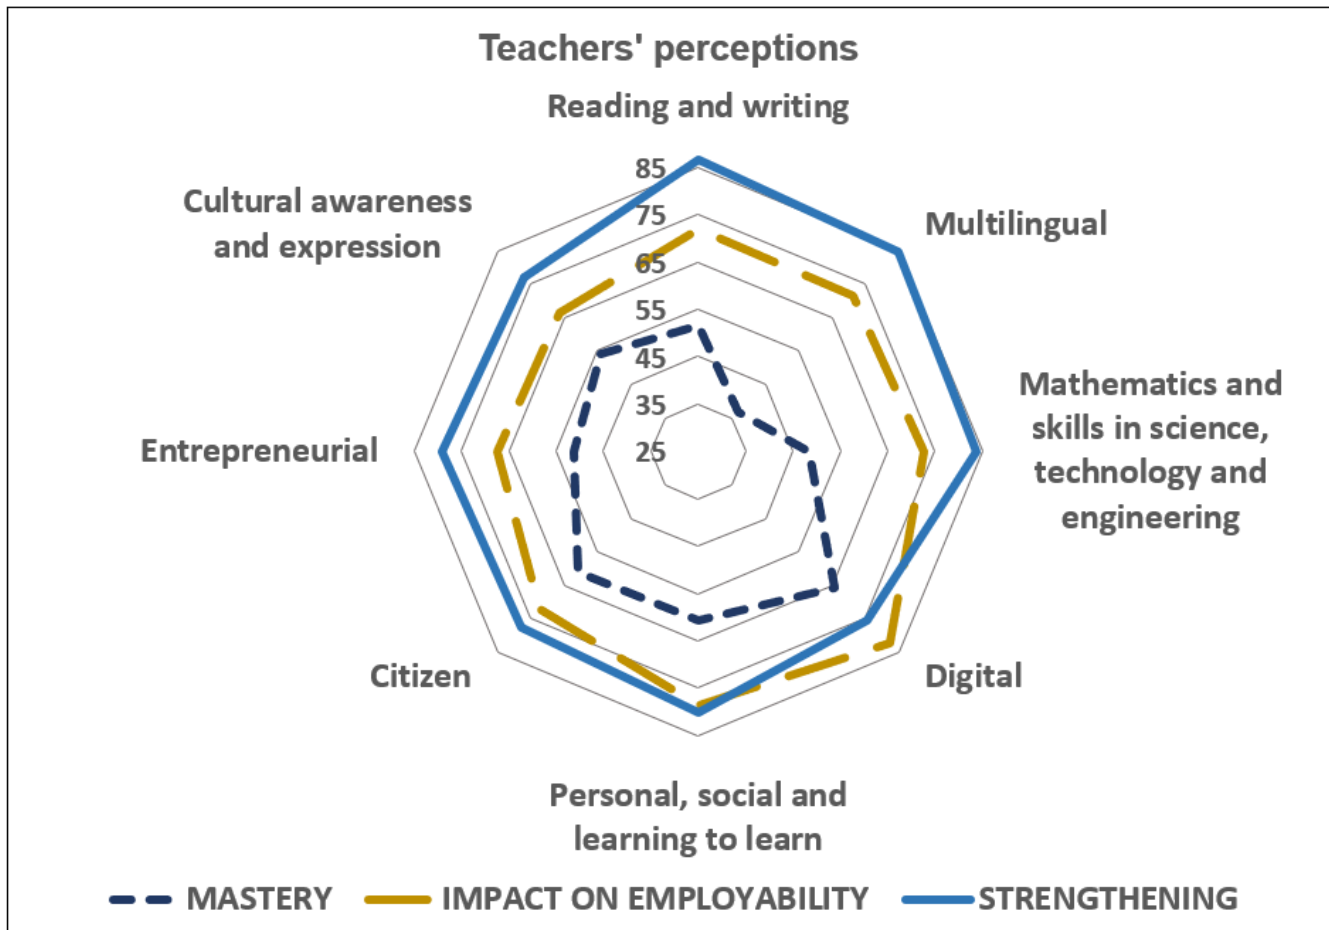 Teachers' perceptions
Reading and writing
85
75
65
55
45
35
25
Multilingual
Mathematics and
skills in science,
technology and
engineering
Digital
Personal, social and
learning to learn
Citizen
Entrepreneurial
Cultural awareness
and expression
MASTERY
IMPACT ON EMPLOYABILITY
STRENGTHENING